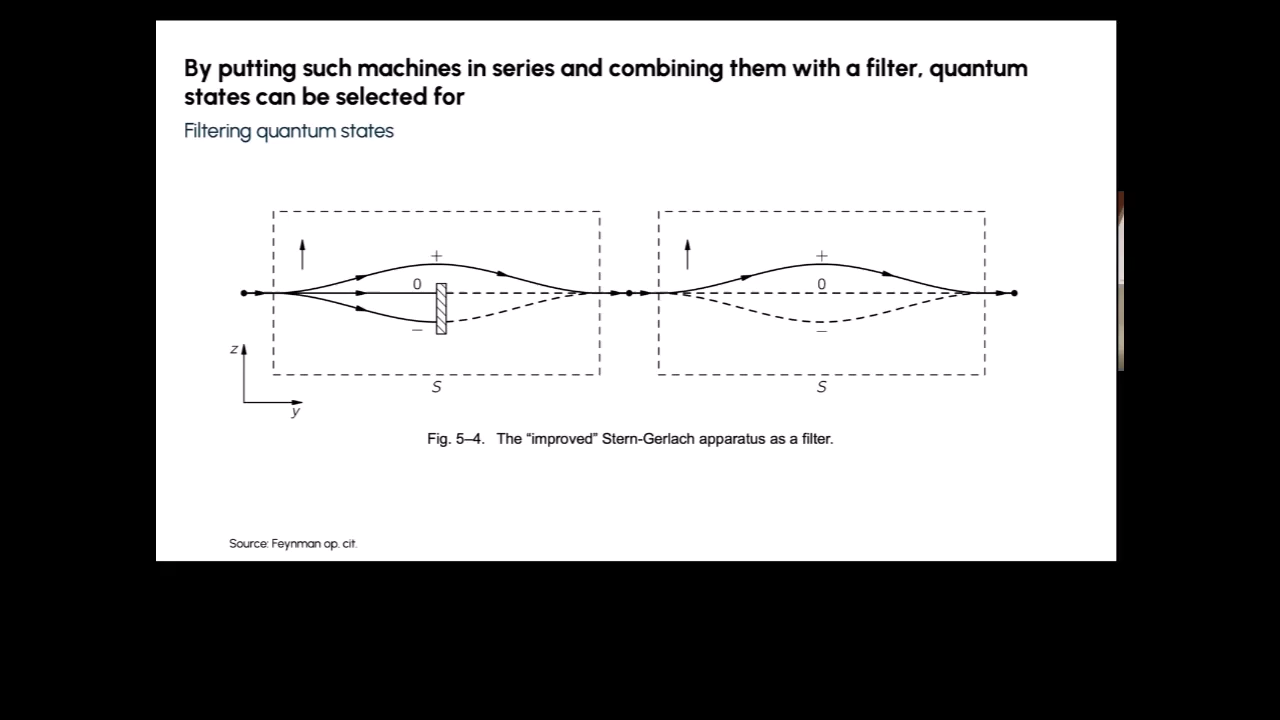 By putting such machines in series and combining them with a filter, quantum
states can be selected for
Filtering quantum states
+
0
−
z
y
S
+
0
−
S
Fig. 5–4. The “improved” Stern-Gerlach apparatus as a filter.
Source: Feynman op. cit.